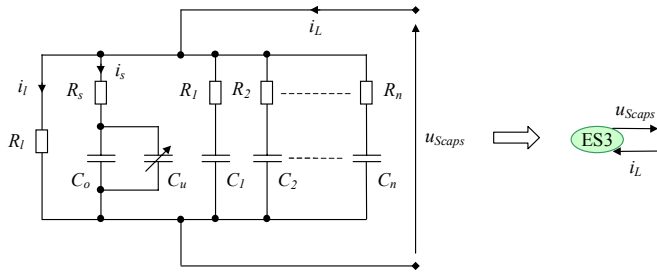 i_L
i_l
R_s
i_s
R_1
R_2
R_n
R_l
u_Scaps
u_Scaps
ES3
i_L
C_o
C_u
C_1
C_2
C_n